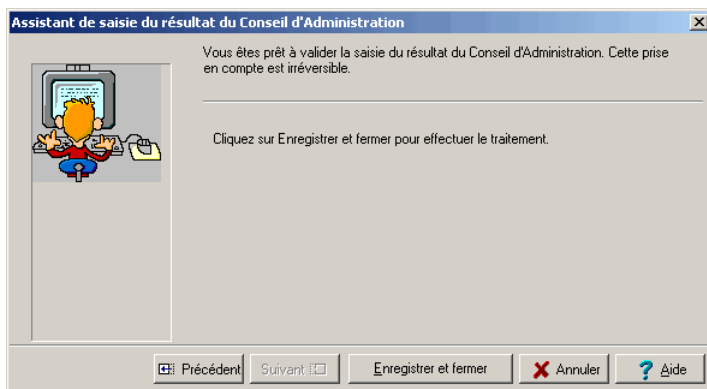 Assistant de saisie du résultat du Conseil d'Administration
Vous êtes prêt à valider la saisie du résultat du Conseil d'Administration. Cette prise
en compte est irréversible.
Cliquez sur Enregistrer et fermer pour effectuer le traitement.
Précédent Suivant Enregistrer et fermer Annuler Aide